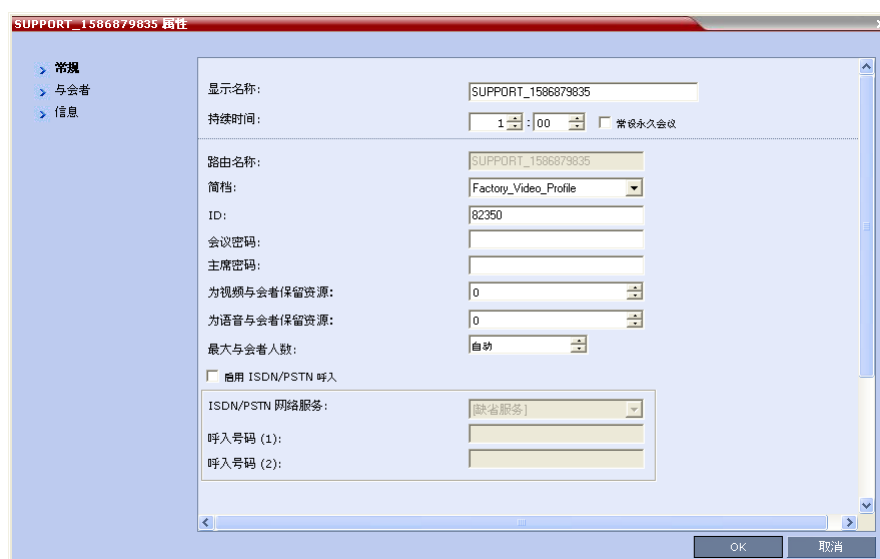 SUPPORT_1586879835 属性
常规
与会者
信息
显示名称: SUPPORT_1586879835
持续时间: 1 : 00 常设永久会议
路由名称: SUPPORT_1586879835
简档: Factory_Video_Profile
ID: 82350
会议密码:
主席密码:
为视频与会者保留资源: 0
为语音与会者保留资源: 0
最大与会者人数: 自动
启用 ISDN/PSTN 呼入
ISDN/PSTN 网络服务: [缺省服务]
呼入号码 (1):
呼入号码 (2):
OK 取消